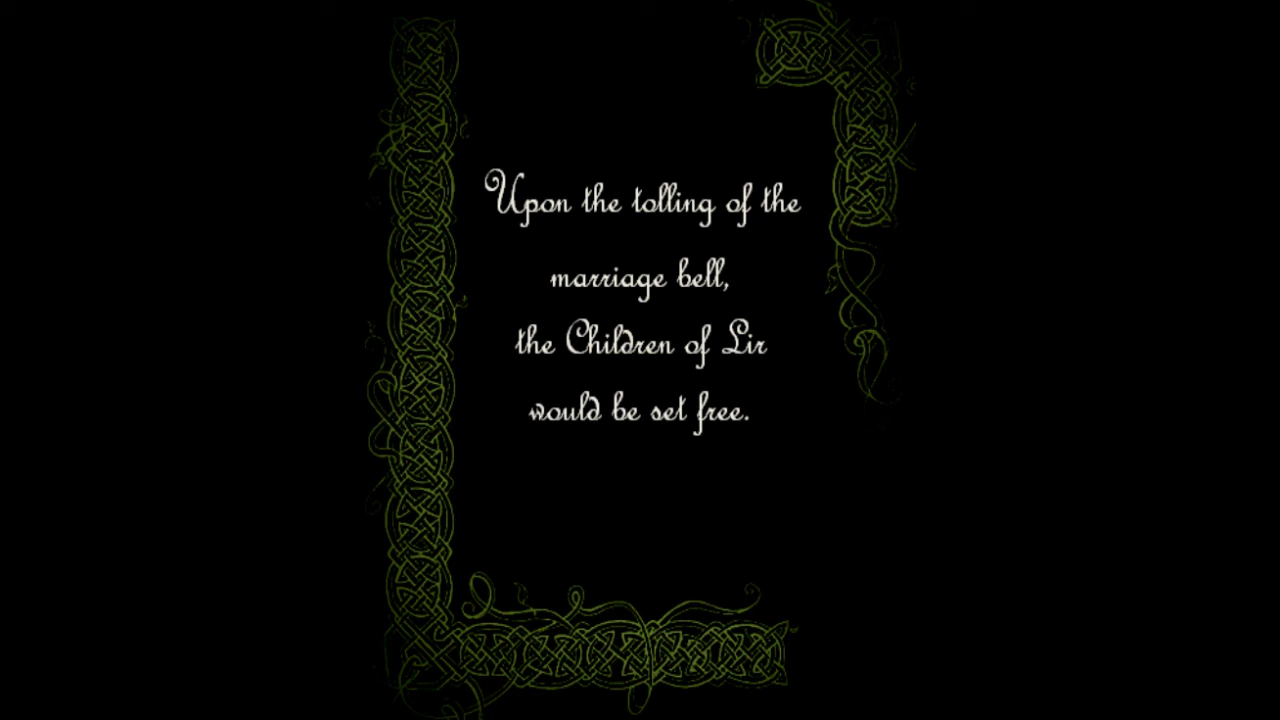 Upon the tolling of the
marriage bell,
the Children of Lir
would be set free.